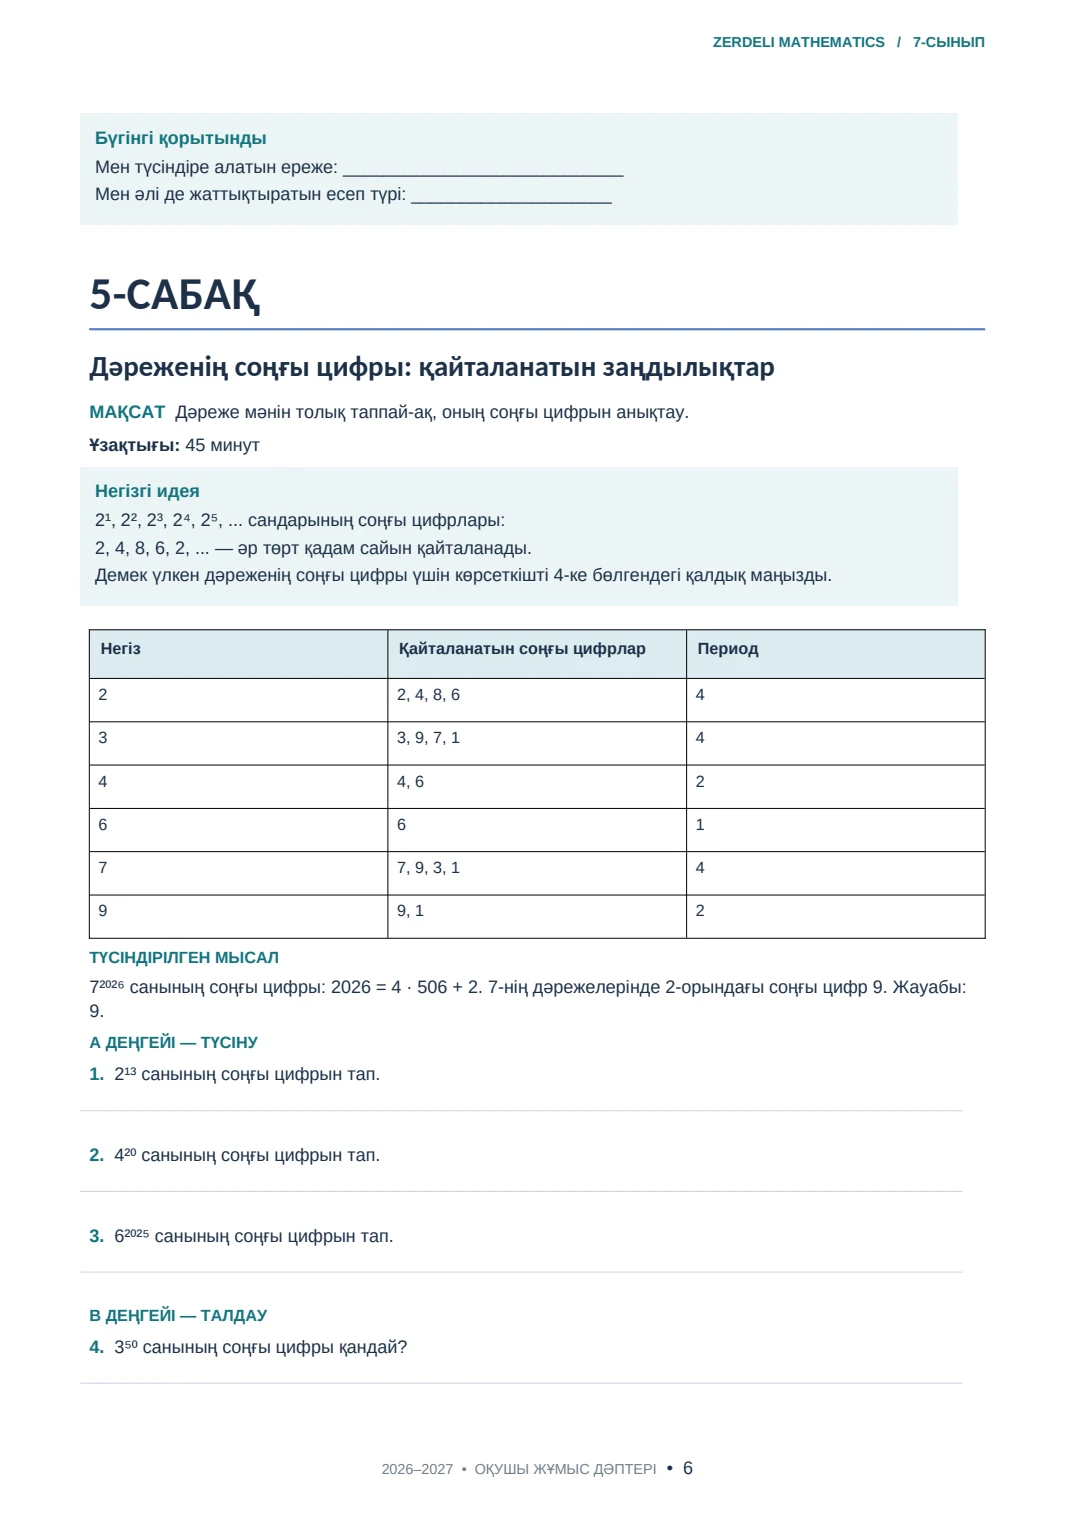 ZERDELI MATHEMATICS / 7-СЫНЫП
Бүгінгі қорытынды
Мен түсіндіре алатын ереже: ____________________________
Мен әлі де жаттықтыратын есеп түрі: ____________________
5-САБАҚ
Дәреженің соңғы цифры: қайталанатын заңдылықтар
МАҚСАТ Дәреже мәнін толық таппай-ақ, оның соңғы цифрын анықтау.
Ұзақтығы: 45 минут
Негізгі идея
2¹, 2², 2³, 2⁴, 2⁵, ... сандарының соңғы цифрлары:
2, 4, 8, 6, 2, ... — әр төрт қадам сайын қайталанады.
Демек үлкен дәреженің соңғы цифры үшін көрсеткішті 4-ке бөлгендегі қалдық маңызды.
Негіз Қайталанатын соңғы цифрлар Период
2 2, 4, 8, 6 4
3 3, 9, 7, 1 4
4 4, 6 2
6 6 1
7 7, 9, 3, 1 4
9 9, 1 2
ТҮСІНДІРІЛГЕН МЫСАЛ
7²⁰²⁶ санының соңғы цифры: 2026 = 4 · 506 + 2. 7-нің дәрежелерінде 2-орындағы соңғы цифр 9. Жауабы:
9.
А ДЕҢГЕЙІ — ТҮСІНУ
1. 2¹³ санының соңғы цифрын тап.
2. 4²⁰ санының соңғы цифрын тап.
3. 6²⁰²⁵ санының соңғы цифрын тап.
В ДЕҢГЕЙІ — ТАЛДАУ
4. 3⁵⁰ санының соңғы цифры қандай?
2026–2027 • ОҚУШЫ ЖҰМЫС ДӘПТЕРІ • 6